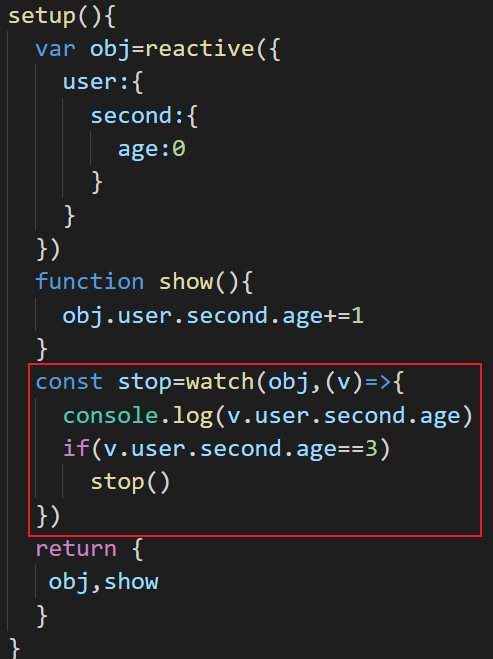 setup(){
  var obj=reactive({
    user:{
      second:{
        age:0
      }
    }
  })
  function show(){
    obj.user.second.age+=1
  }
  const stop=watch(obj,(v)=>{
    console.log(v.user.second.age)
    if(v.user.second.age==3)
      stop()
  })
  return {
   obj,show
  }
}